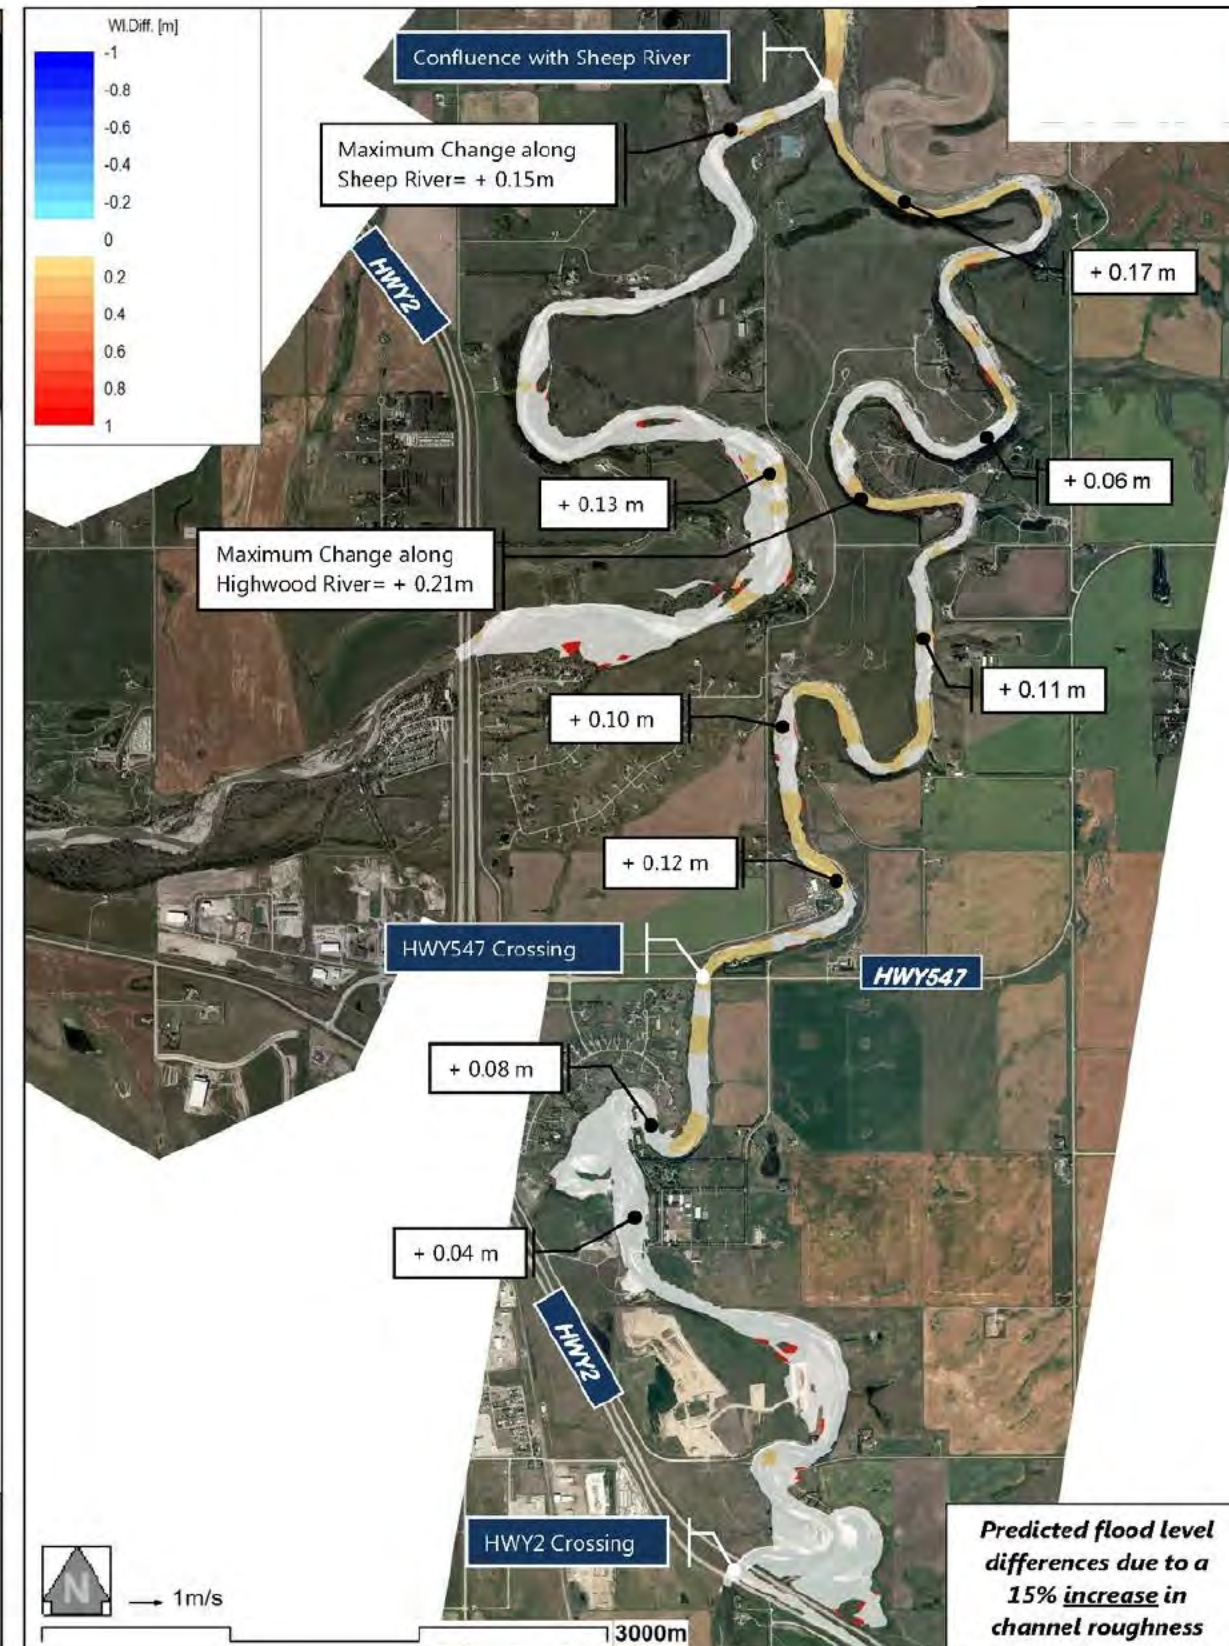 Wl.Diff. [m]
-1
-0.8
-0.6
-0.4
-0.2
0
0.2
0.4
0.6
0.8
1
Confluence with Sheep River
Maximum Change along
Sheep River= + 0.15m
HWY2
+ 0.17 m
+ 0.06 m
+ 0.13 m
Maximum Change along
Highwood River= + 0.21m
+ 0.11 m
+ 0.10 m
+ 0.12 m
HWY547 Crossing
HWY547
+ 0.08 m
+ 0.04 m
HWY2
HWY2 Crossing
Predicted flood level
differences due to a
15% increase in
channel roughness
N
1m/s
3000m